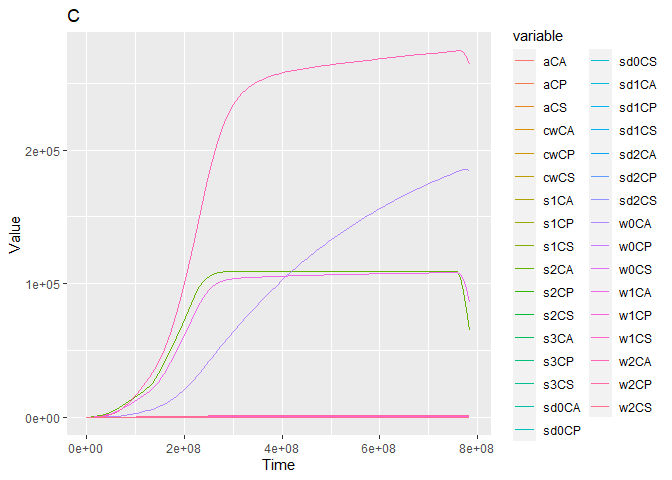 C
Value
2e+05
1e+05
0e+00
0e+00 2e+08 4e+08 6e+08 8e+08
Time
variable
aCA sd0CS
aCP sd1CA
aCS sd1CP
cwCA sd1CS
cwCP sd2CA
cwCS sd2CP
s1CA sd2CS
s1CP w0CA
s1CS w0CP
s2CA w0CS
s2CP w1CA
s2CS w1CP
s3CA w1CS
s3CP w2CA
s3CS w2CP
sd0CA w2CS
sd0CP